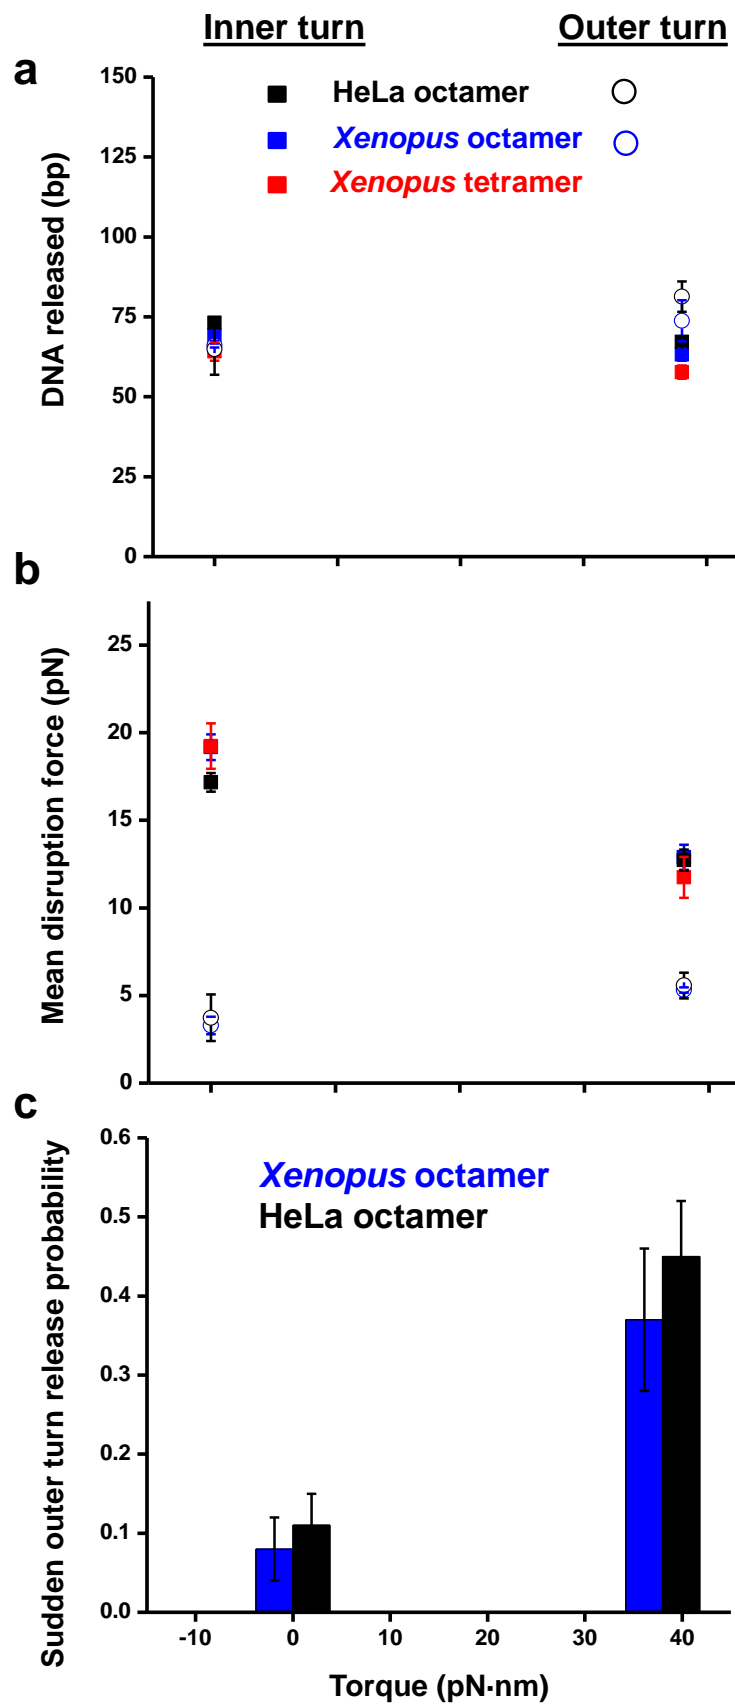 Inner turn Outer turn
a
HeLa octamer
Xenopus octamer
Xenopus tetramer
DNA released (bp)
150
125
100
75
50
25
0
b
Mean disruption force (pN)
25
20
15
10
5
0
c
Sudden outer turn release probability
0.6
0.5
0.4
0.3
0.2
0.1
0.0
Xenopus octamer
HeLa octamer
-10 0 10 20 30 40
Torque (pN·nm)